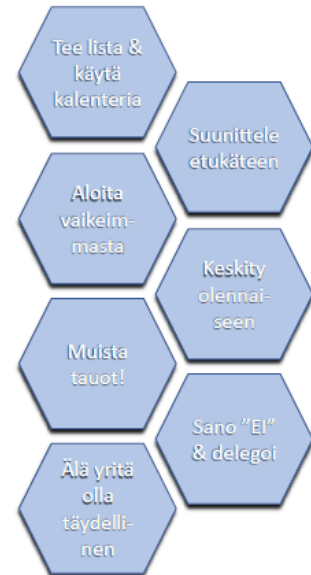 Tee lista &
käytä
kalenteria
Suunittele
etukäteen
Aloita
vaikeim-
masta
Keskity
olennai-
seen
Muista
tauot!
Sano ”EI”
& delegoi
Älä yritä
olla
täydelli-
nen